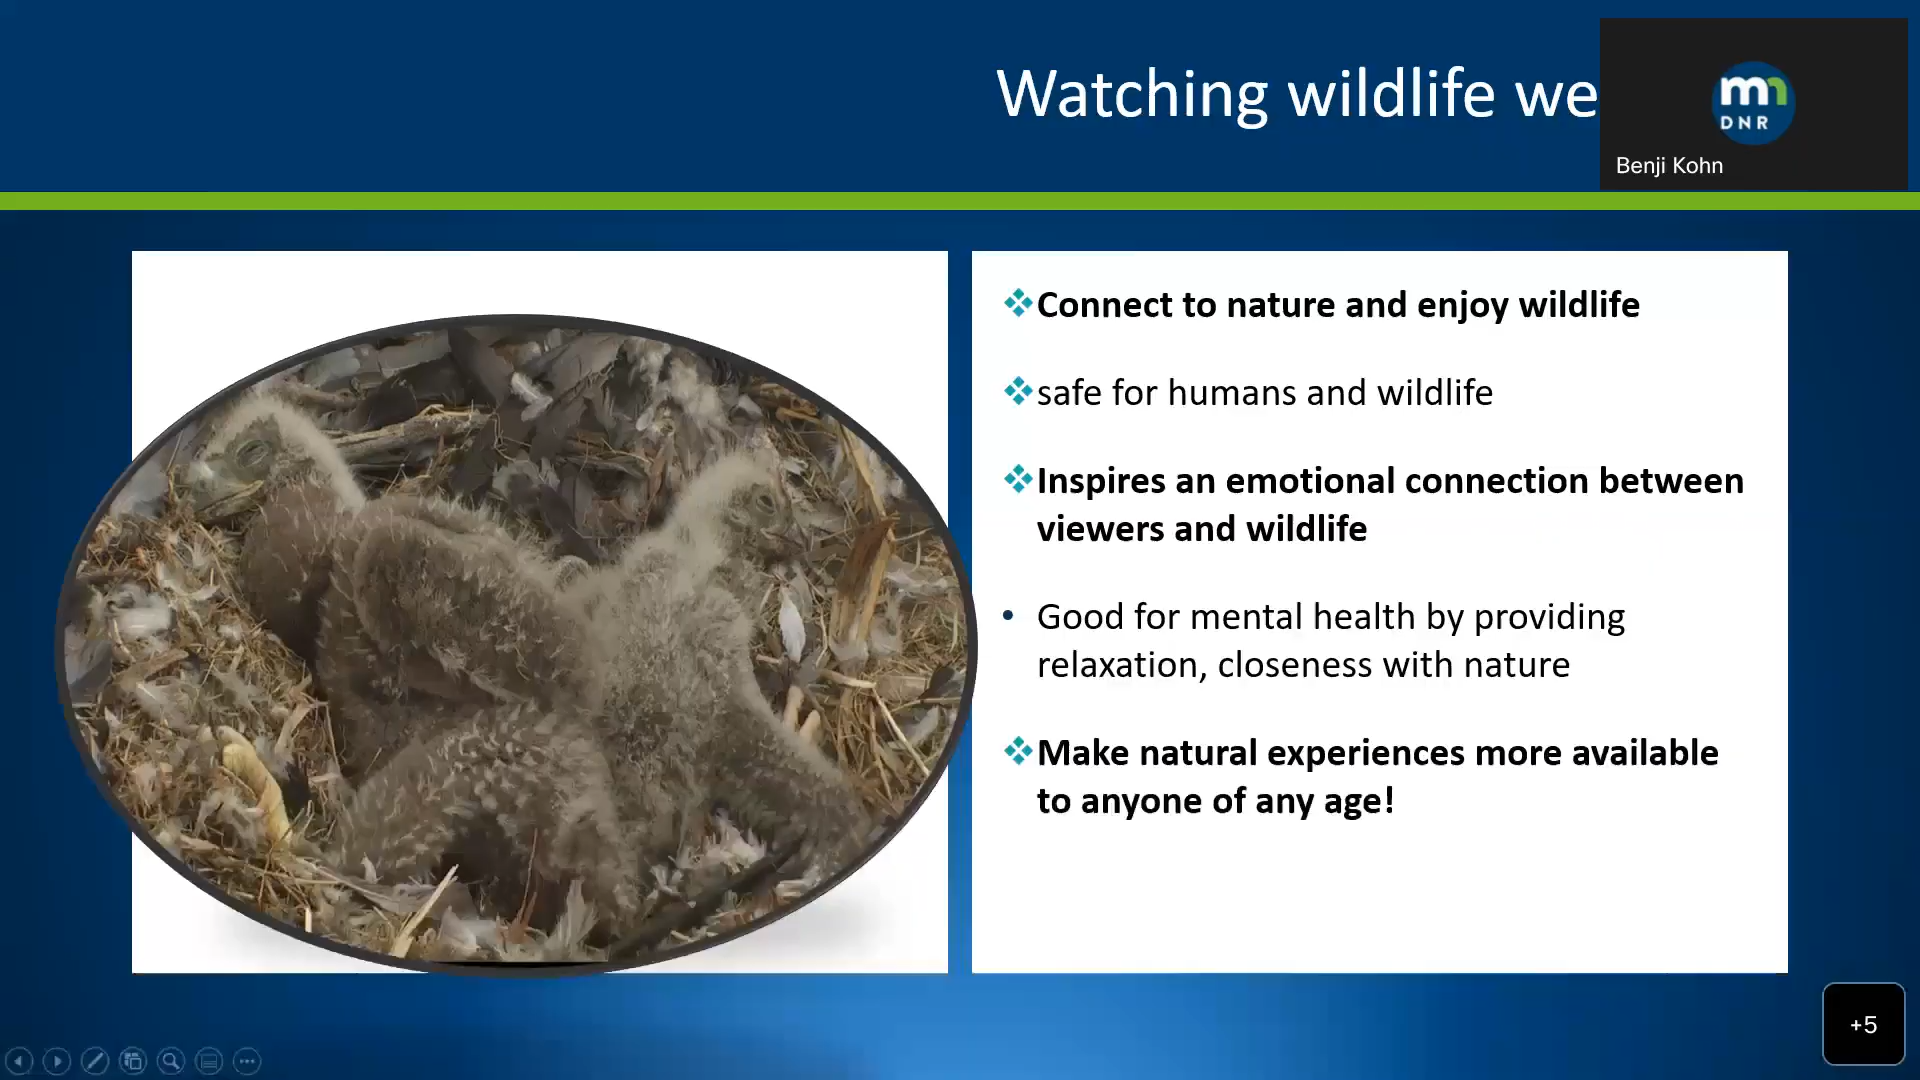 Watching wildlife we
mn
DNR
Benji Kohn
Connect to nature and enjoy wildlife
safe for humans and wildlife
Inspires an emotional connection between
viewers and wildlife
• Good for mental health by providing
relaxation, closeness with nature
Make natural experiences more available
to anyone of any age!
+5